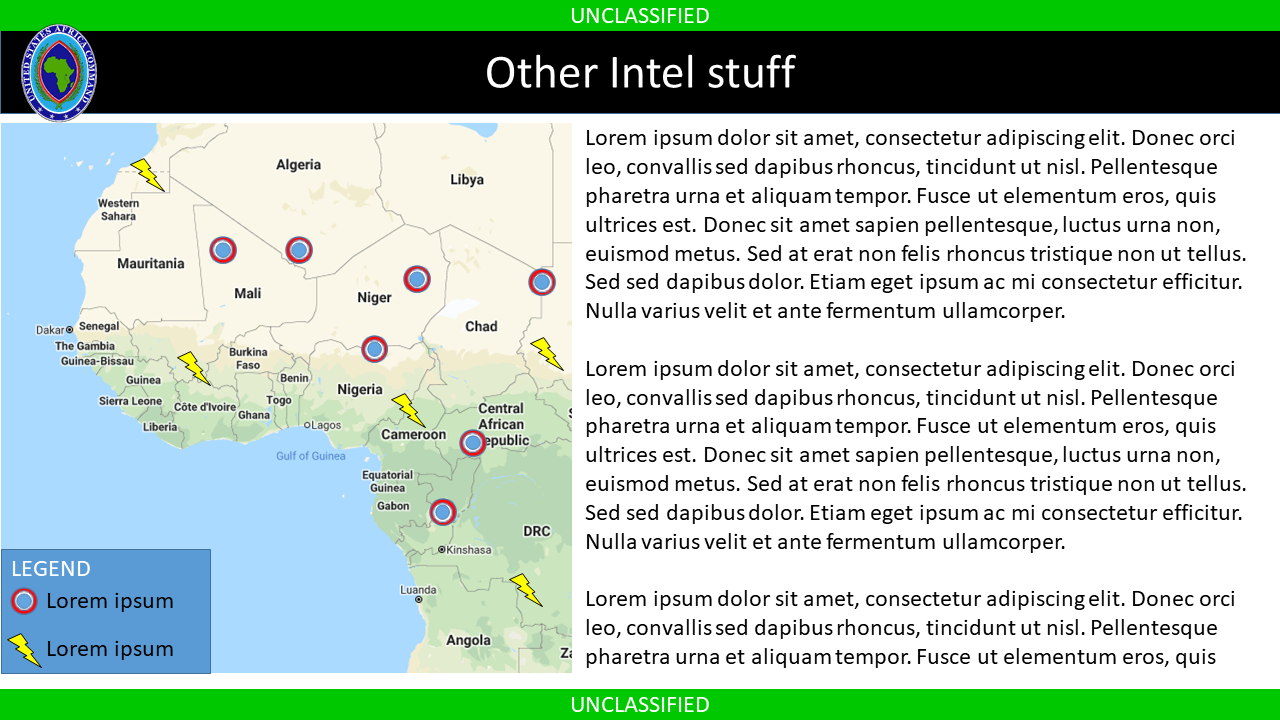 UNCLASSIFIED
UNITED STATES AFRICA COMMAND
Other Intel stuff
Algeria
Libya
Western
Sahara
Mauritania
Mali
Niger
Chad
Dakar
Senegal
The Gambia
Guinea-Bissau
Burkina
Faso
Guinea
Benin
Nigeria
Sierra Leone
Côte d'Ivoire
Togo
Ghana
Central
African
epublic
Liberia
Lagos
Cameroon
Gulf of Guinea
Equatorial
Guinea
Gabon
DRC
Kinshasa
Luanda
Angola
Za
LEGEND
Lorem ipsum
Lorem ipsum
Lorem ipsum dolor sit amet, consectetur adipiscing elit. Donec orci
leo, convallis sed dapibus rhoncus, tincidunt ut nisl. Pellentesque
pharetra urna et aliquam tempor. Fusce ut elementum eros, quis
ultrices est. Donec sit amet sapien pellentesque, luctus urna non,
euismod metus. Sed at erat non felis rhoncus tristique non ut tellus.
Sed sed dapibus dolor. Etiam eget ipsum ac mi consectetur efficitur.
Nulla varius velit et ante fermentum ullamcorper.
Lorem ipsum dolor sit amet, consectetur adipiscing elit. Donec orci
leo, convallis sed dapibus rhoncus, tincidunt ut nisl. Pellentesque
pharetra urna et aliquam tempor. Fusce ut elementum eros, quis
ultrices est. Donec sit amet sapien pellentesque, luctus urna non,
euismod metus. Sed at erat non felis rhoncus tristique non ut tellus.
Sed sed dapibus dolor. Etiam eget ipsum ac mi consectetur efficitur.
Nulla varius velit et ante fermentum ullamcorper.
Lorem ipsum dolor sit amet, consectetur adipiscing elit. Donec orci
leo, convallis sed dapibus rhoncus, tincidunt ut nisl. Pellentesque
pharetra urna et aliquam tempor. Fusce ut elementum eros, quis
UNCLASSIFIED